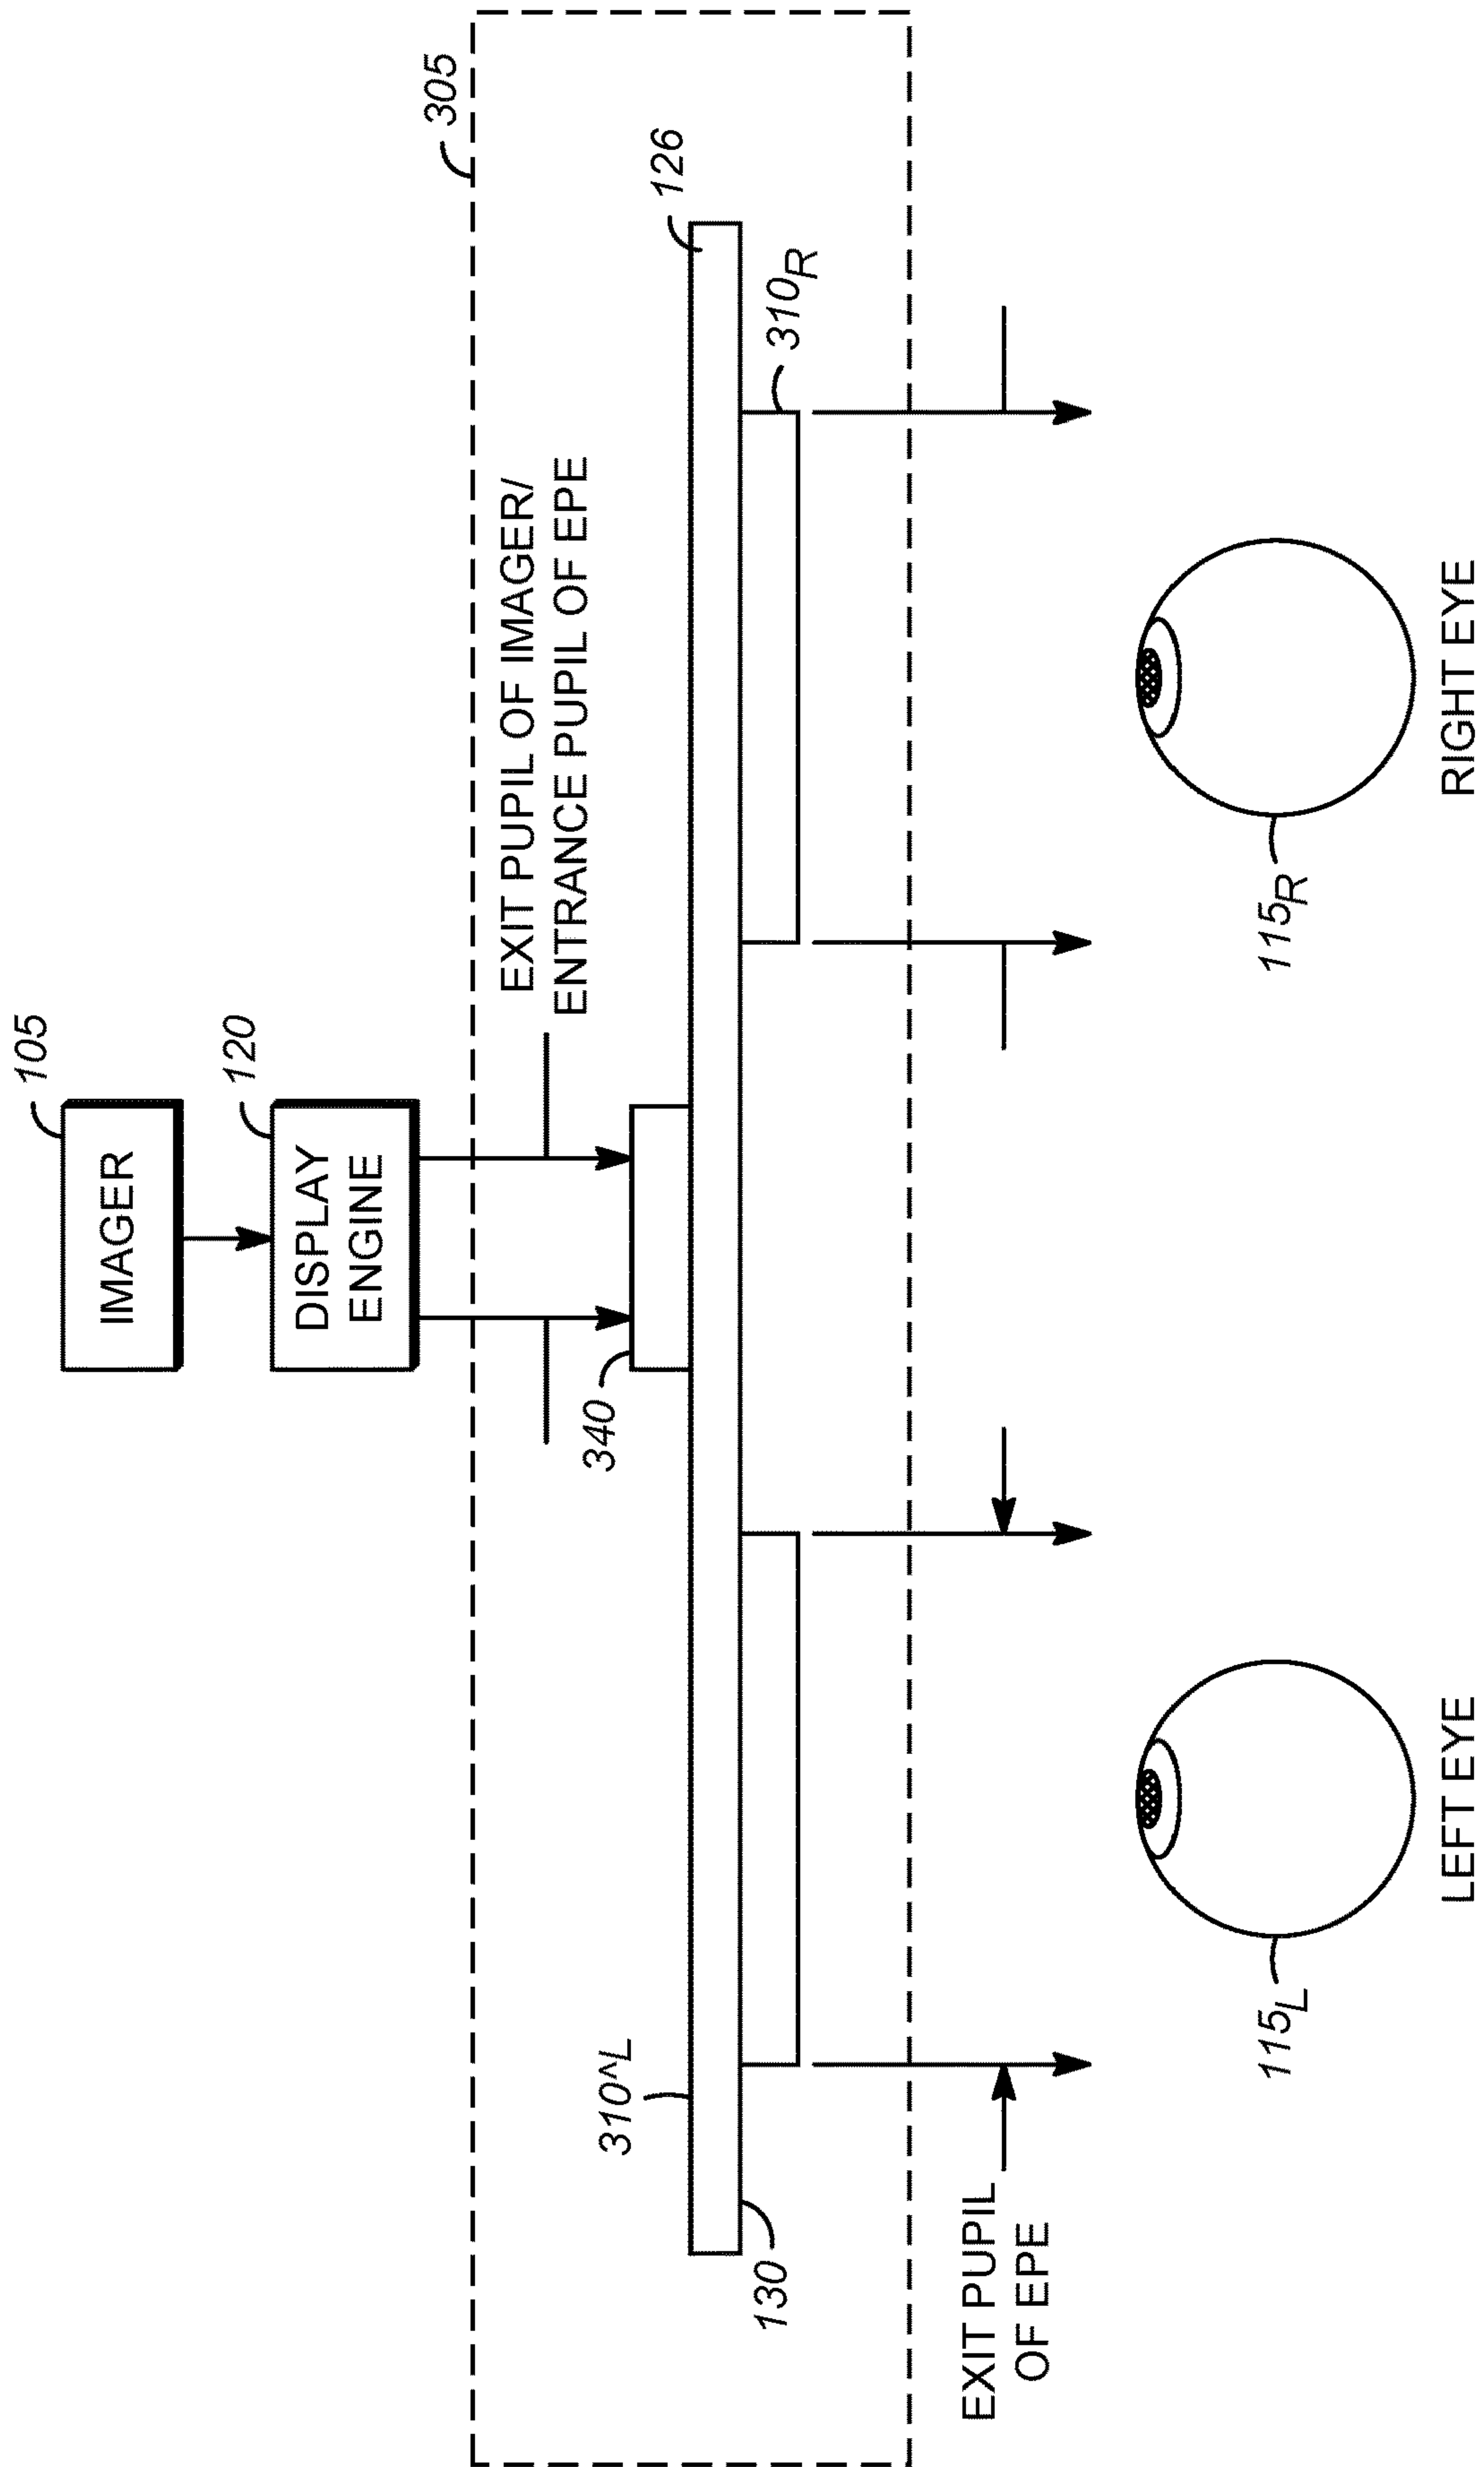 105
IMAGER
120
DISPLAY
ENGINE
305
EXIT PUPIL OF IMAGER/
ENTRANCE PUPIL OF EPE
340
126
310^L
130
310R
EXIT PUPIL
OF EPE
115L
115R
LEFT EYE
RIGHT EYE